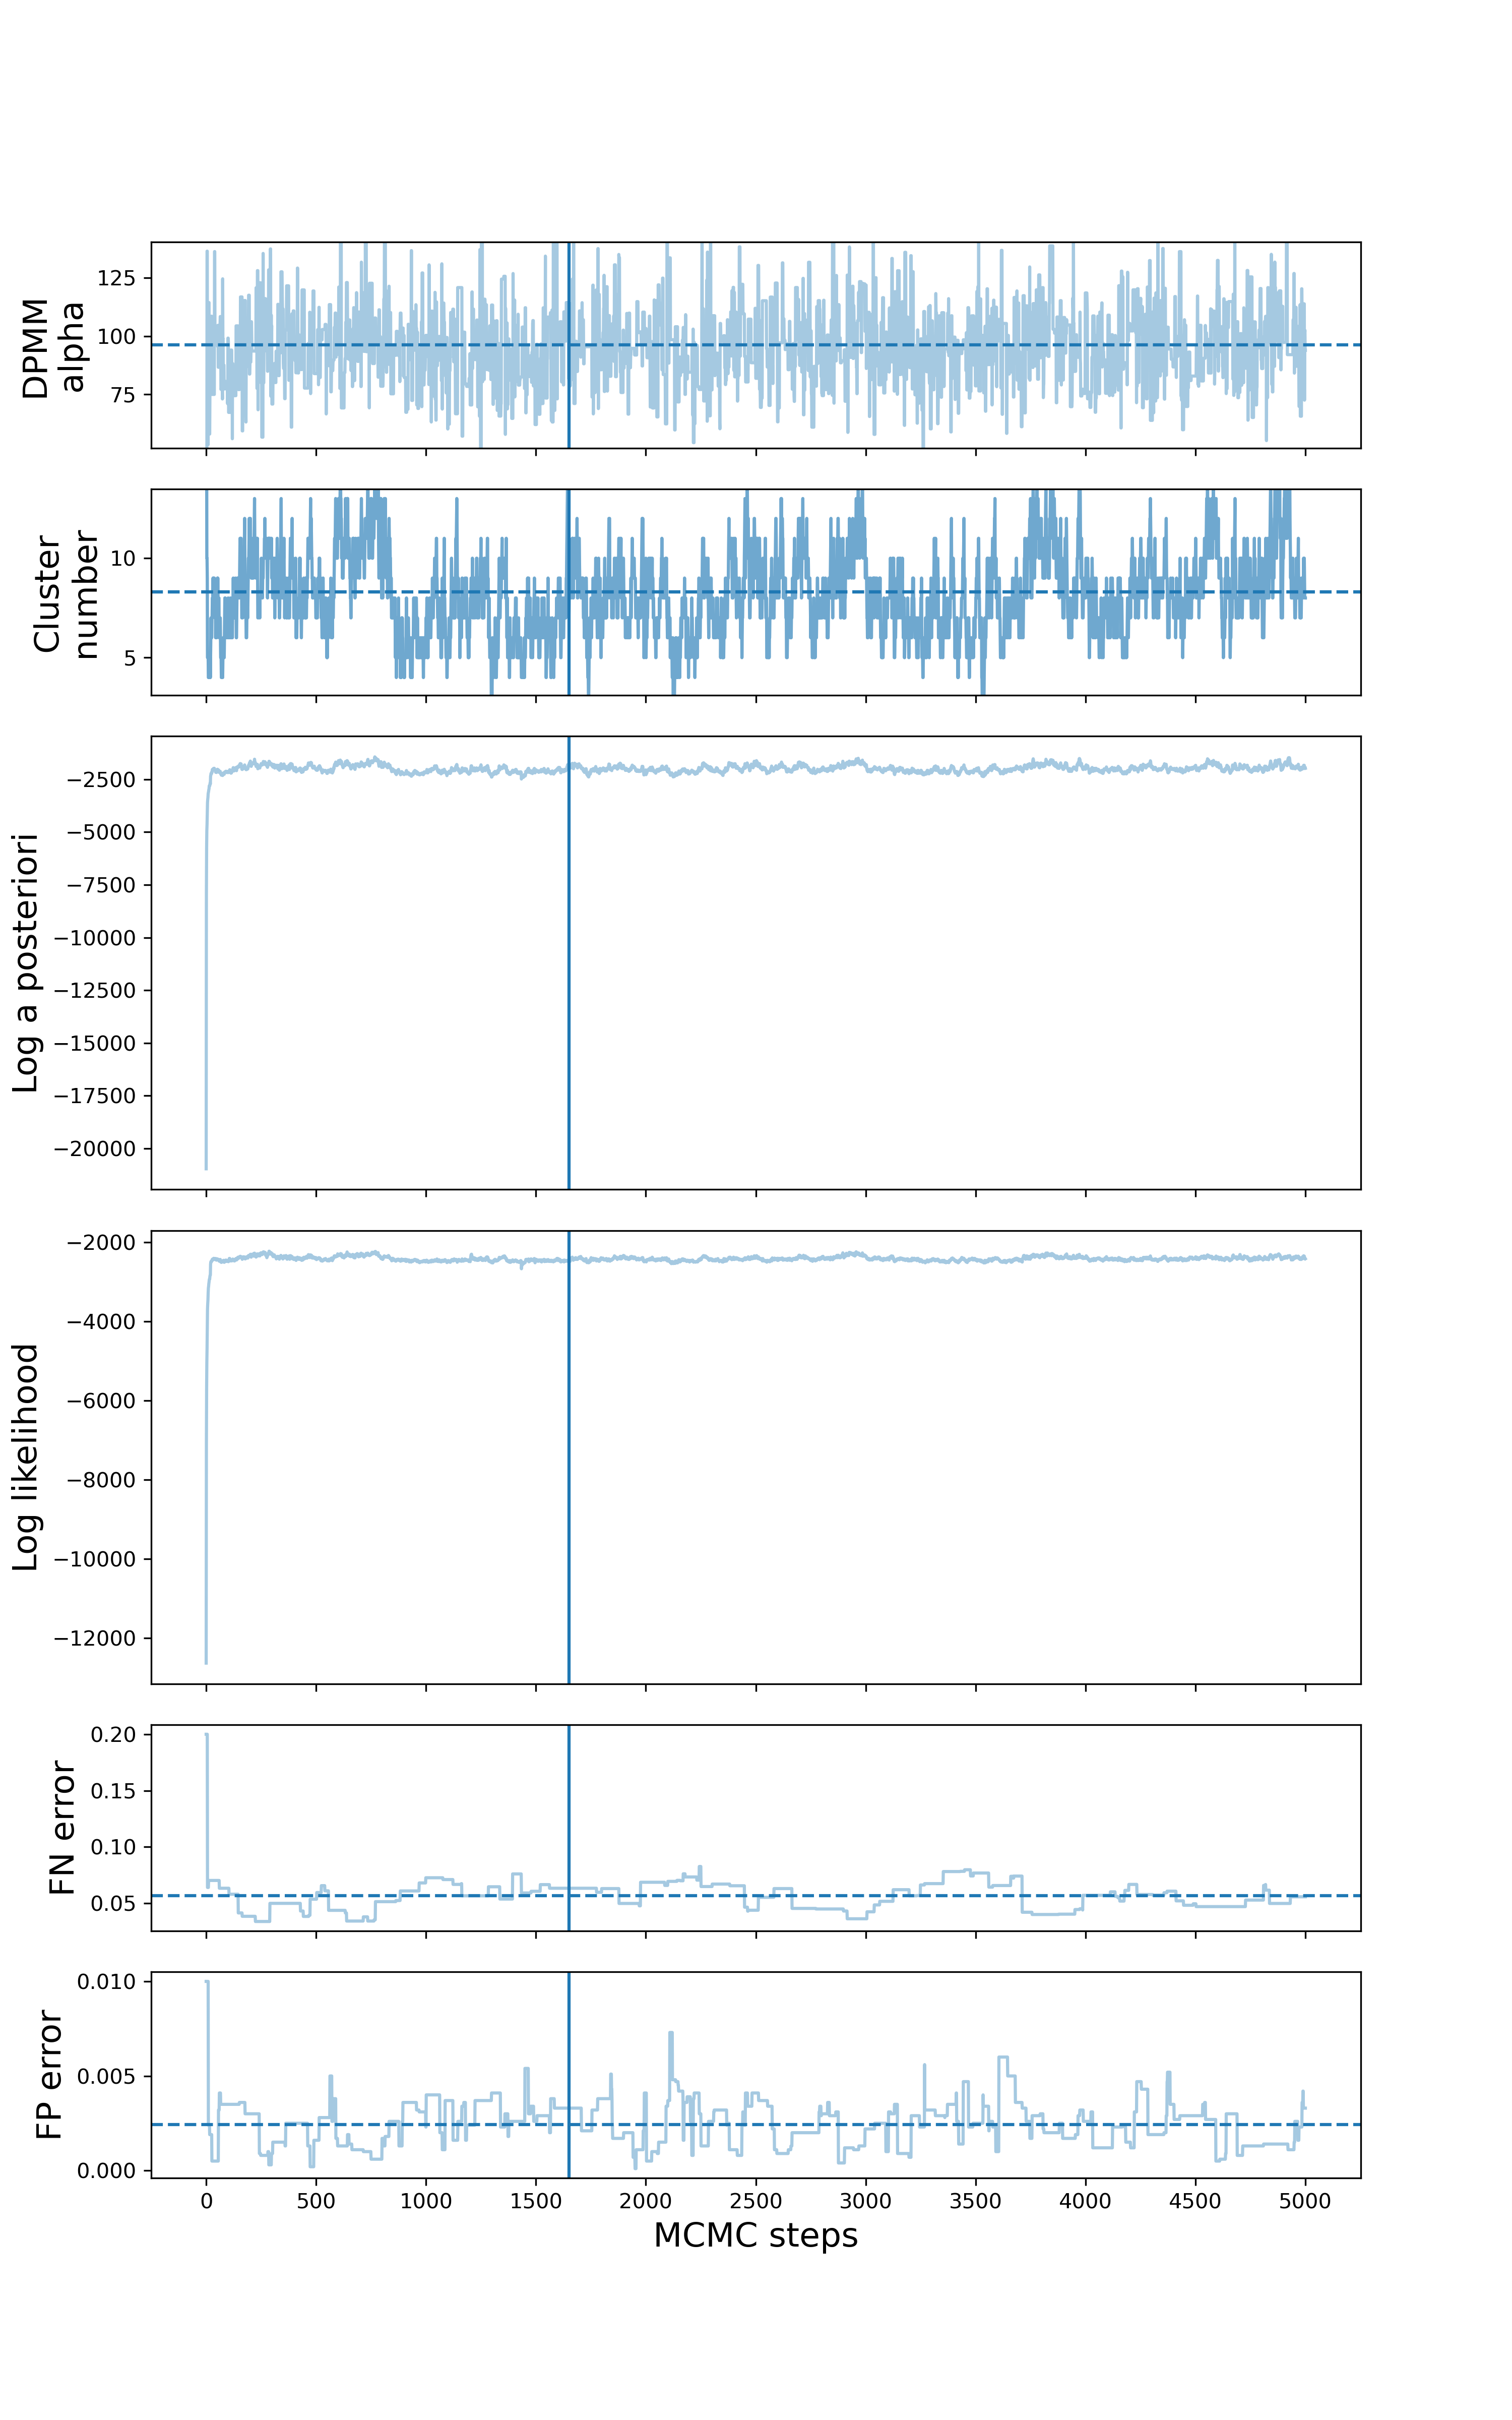 DPMM
alpha
125
100
75
Cluster
number
10
5
Log a posteriori
−2500
−5000
−7500
−10000
−12500
−15000
−17500
−20000
Log likelihood
−2000
−4000
−6000
−8000
−10000
−12000
FN error
0.20
0.15
0.10
0.05
FP error
0.010
0.005
0.000
0 500 1000 1500 2000 2500 3000 3500 4000 4500 5000
MCMC steps